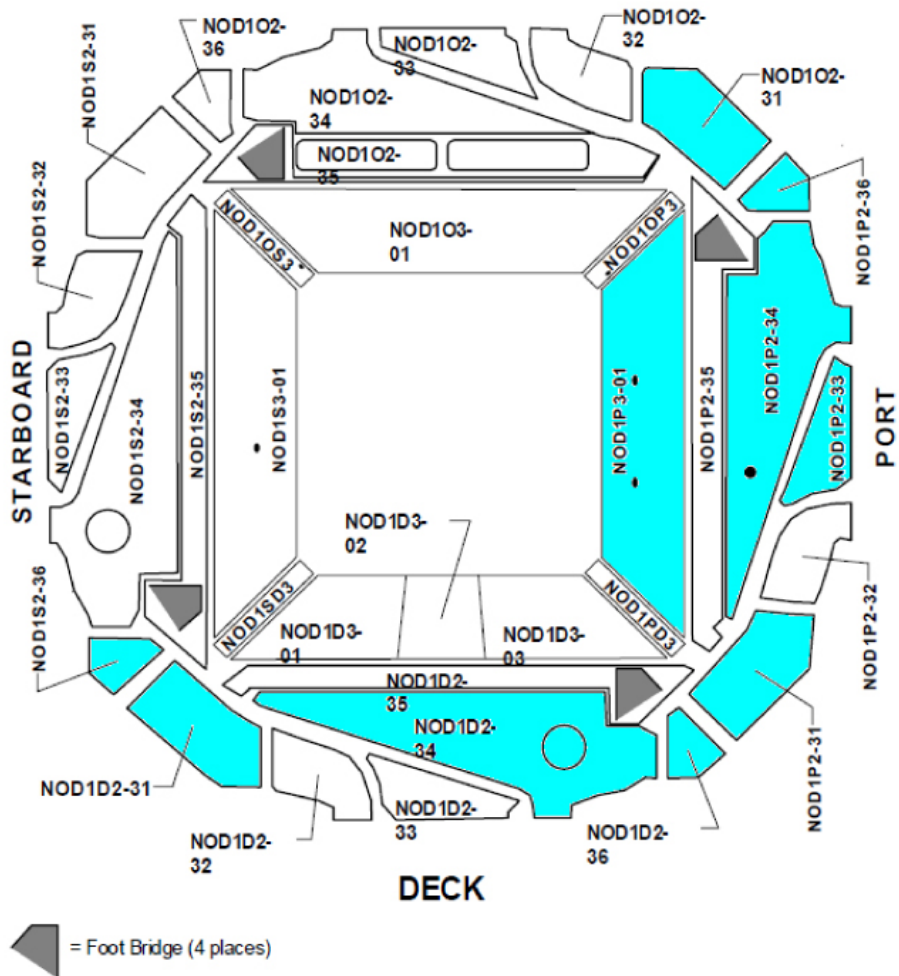 NOD1O2-
36
NOD1O2-
33
NOD1O2-
32
NOD1S2-31
NOD1O2-
31
NOD1O2-
34
NOD1O2-
35
NOD1P2-36
NOD1S2-32
NOD1OS3
NOD1O3-
01
NOD1OP3
STARBOARD
NOD1S2-33
NOD1S2-34
NOD1S2-35
NOD1S3-01
NOD1P3-01
NOD1P2-35
NOD1P2-34
NOD1P2-33
PORT
NOD1D3-
02
NOD1S2-36
NOD1SD3
NOD1D3-
01
NOD1D3-
03
NOD1PD3
NOD1P2-32
NOD1D2-
35
NOD1D2-
34
NOD1P2-31
NOD1D2-31
NOD1D2-
32
NOD1D2-
33
NOD1D2-
36
DECK
= Foot Bridge (4 places)